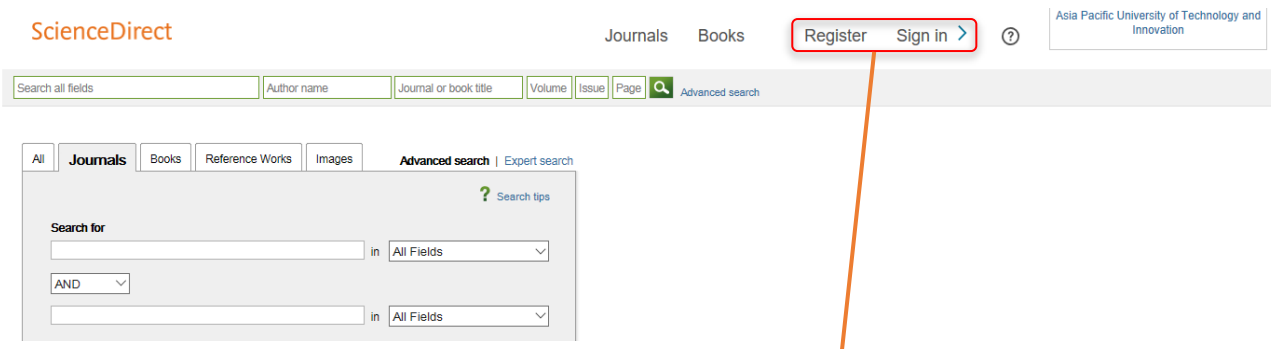 ScienceDirect
Journals Books Register Sign in > ?
Asia Pacific University of Technology and
Innovation
Search all fields Author name Journal or book title Volume Issue Page Advanced search
All Journals Books Reference Works Images Advanced search | Expert search
? Search tips
Search for
in All Fields
AND
in All Fields